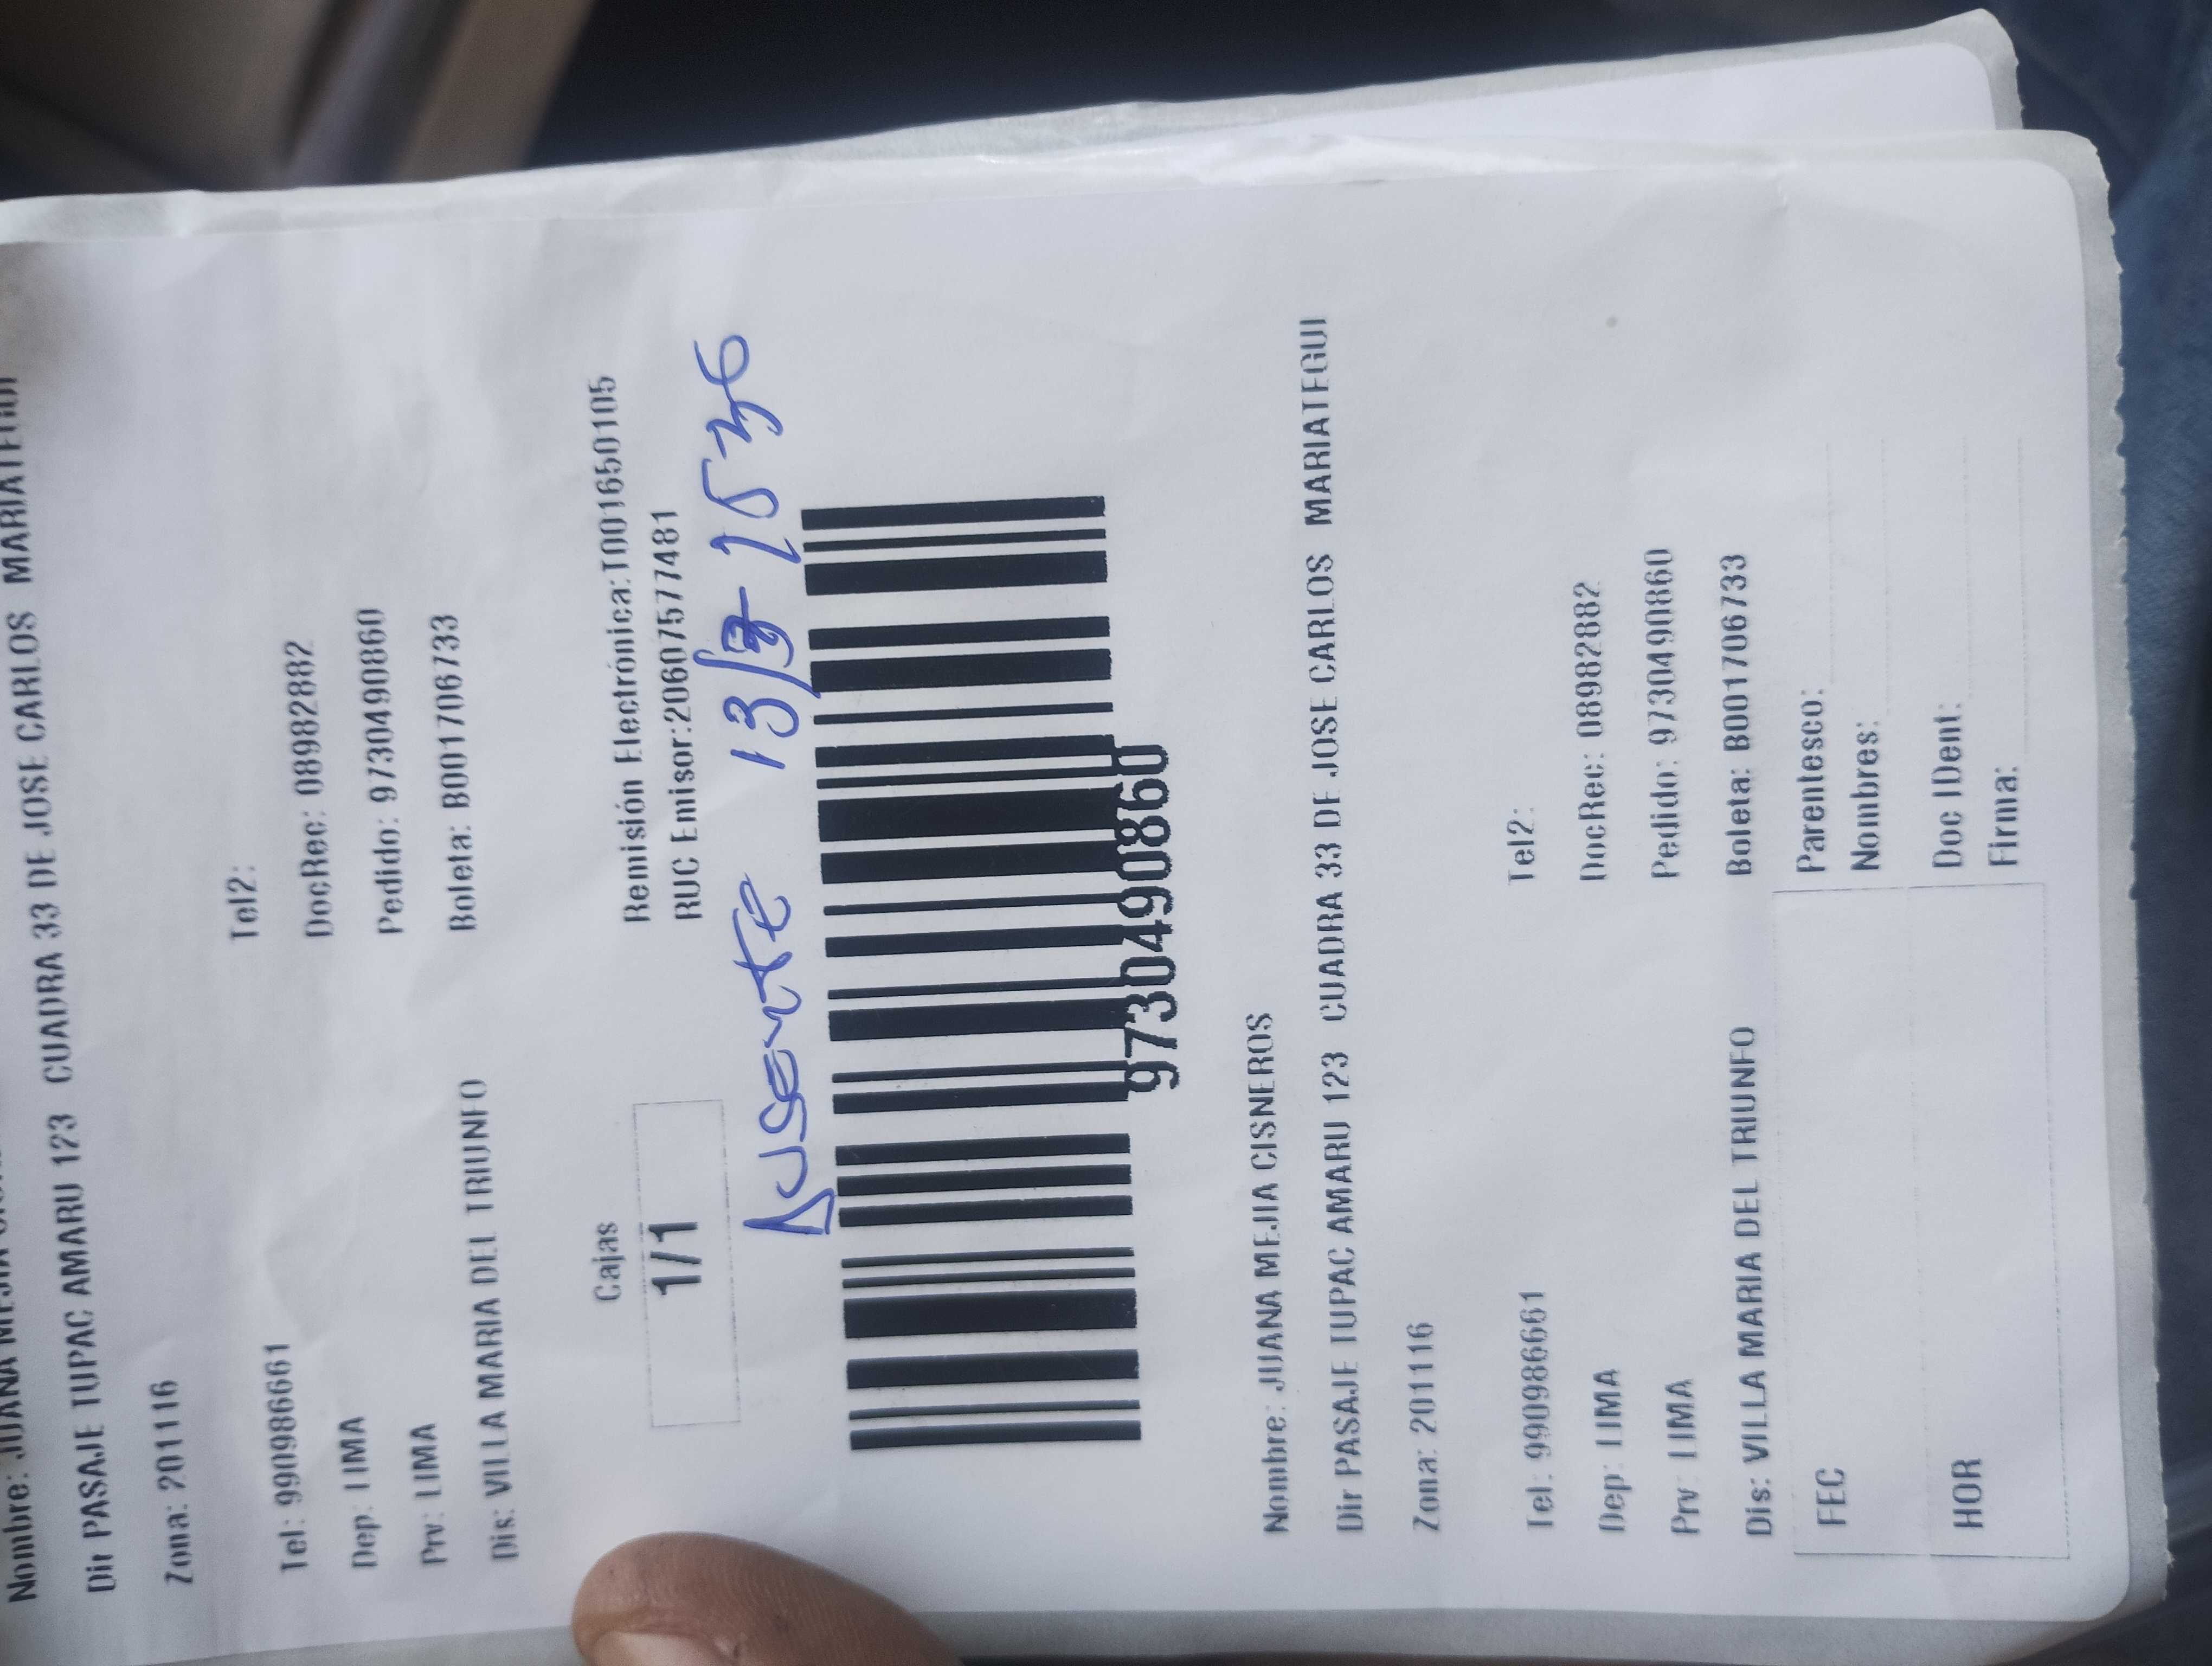 Nombre: JUANA MEJIA
Dir PASAJE TUPAC AMARU 123 CUADRA 33 DE JOSE CARLOS MARIATEGUI
Zona: 201116
Tel: 990986661 Tel2:
Dep: LIMA DocRec: 08982882
Prv: LIMA Pedido: 9730490860
Dis: VILLA MARIA DEL TRIUNFO Boleta: B001706733
Cajas Remisión Electrónica:T001650105
1/1 RUC Emisor:20607577481
Ausente 13/ 1536
9730490860
Nombre: JUANA MEJIA CISNEROS
Dir PASAJE TUPAC AMARU 123 CUADRA 33 DE JOSE CARLOS MARIATEGUI
Zona: 201116
Tel: 990986661 Tel2:
Dep: LIMA DocRec: 08982882
Prv: LIMA Pedido: 9730490860
Dis: VILLA MARIA DEL TRIUNFO Boleta: B001706733
FEC Parentesco:
Nombres:
HOR Doc IDent:
Firma: